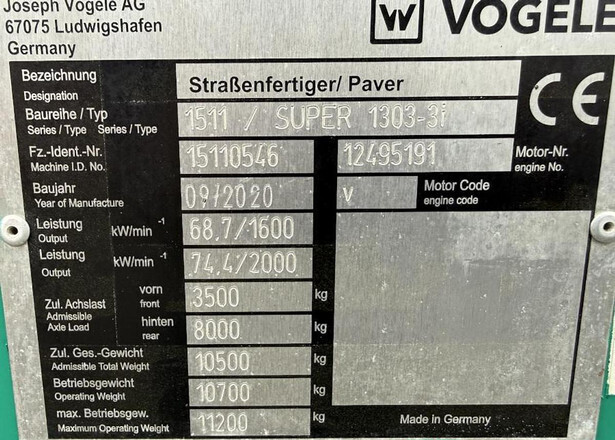 Joseph Vögele AG
67075 Ludwigshafen
Germany
VÖGELE
Bezeichnung
Designation
Straßenfertiger/ Paver
CE
Baureihe / Typ
Series / Type Series / Type
1511 / SUPER 1303-3i
Fz.-Ident.-Nr.
Machine I.D. No.
15110546
12495191
Motor-Nr.
engine No.
Baujahr
Year of Manufacture
09/2020
V
Motor Code
engine code
Leistung
Output
kW/min -1
68.7/1600
Leistung
Output
kW/min -1
74.4/2000
Zul. Achslast
Admissible
Axle Load
vorn
front
3500
kg
hinten
rear
8000
kg
Zul. Ges.-Gewicht
Admissible Total Weight
10500
kg
Betriebsgewicht
Operating Weight
10700
kg
max. Betriebsgew.
Maximum Operating Weight
11200
kg
Made in Germany